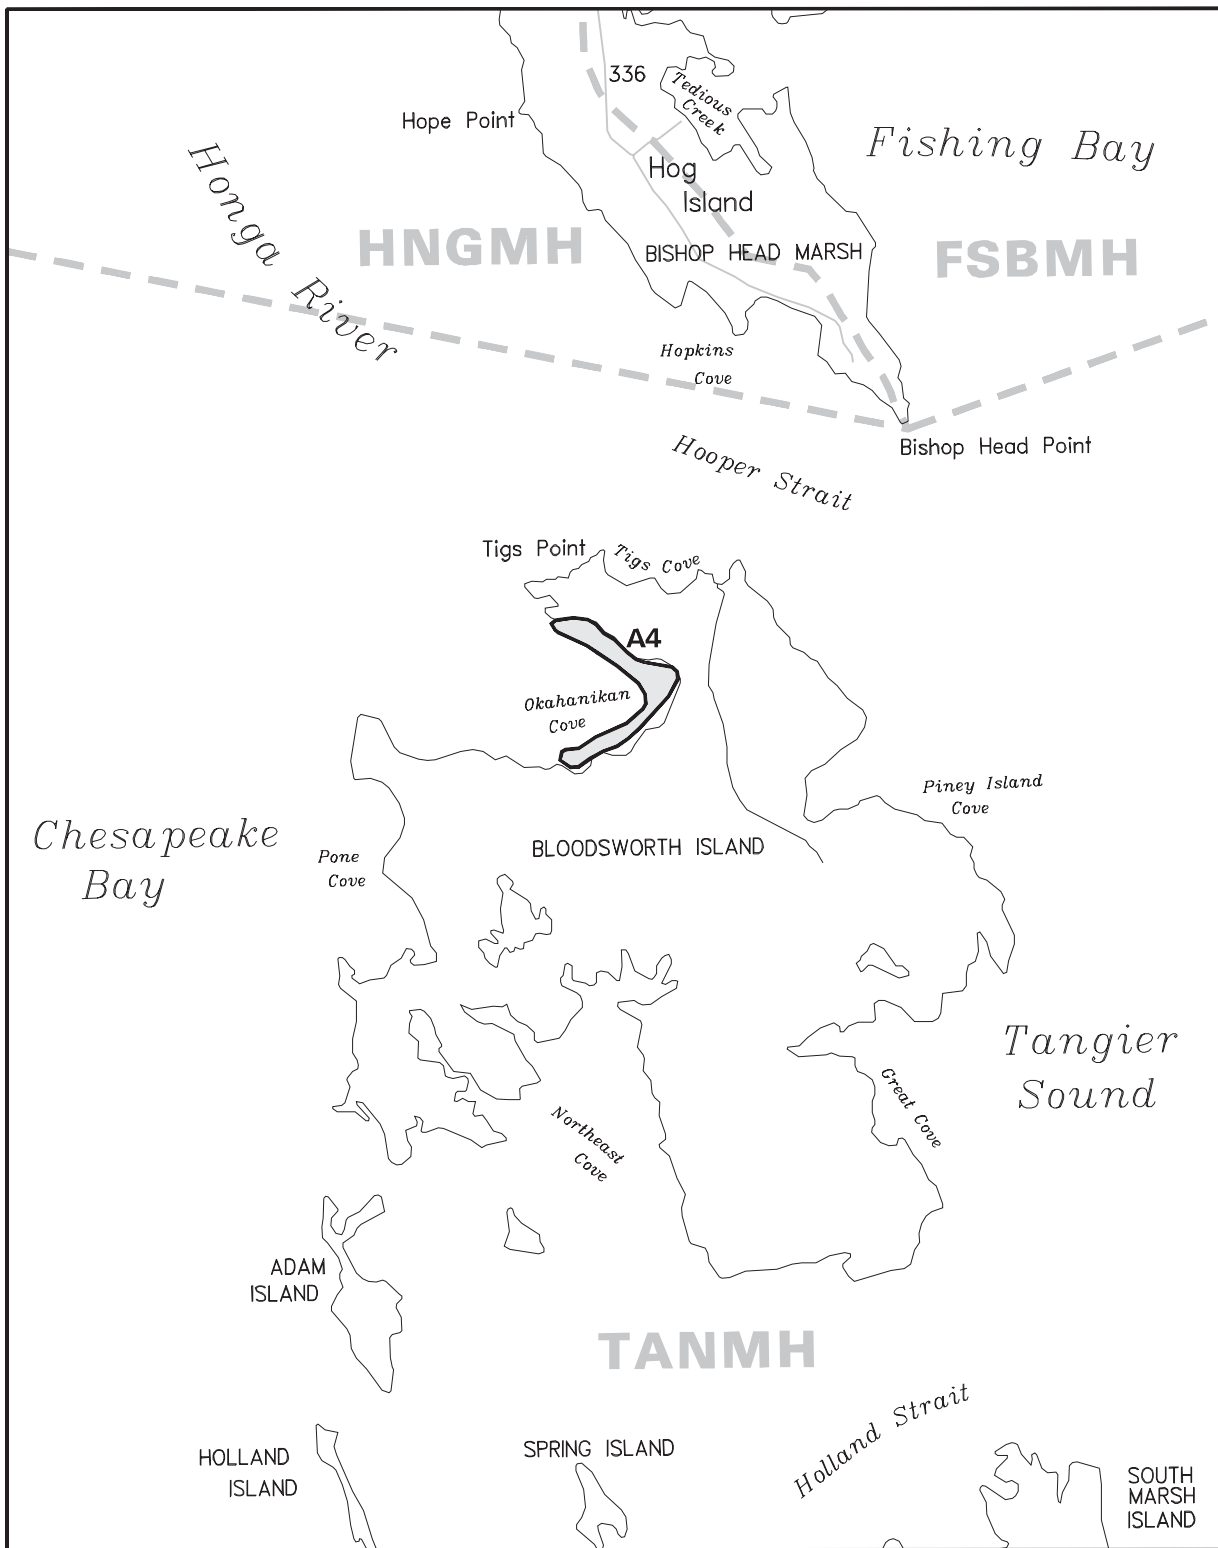 336
Tedious
Creek
Hope Point
Fishing Bay
Honga River
Hog
Island
HNGMH
BISHOP HEAD MARSH
FSBMH
Hopkins
Cove
Bishop Head Point
Hooper Strait
Tigs Point
Tigs Cove
A4
Okahanikan
Cove
Piney Island
Cove
Chesapeake
Bay
BLOODSWORTH ISLAND
Pone
Cove
Tangier
Sound
Great Cove
Northeast
Cove
ADAM
ISLAND
TANMH
Holland Strait
HOLLAND
ISLAND
SPRING ISLAND
SOUTH
MARSH
ISLAND